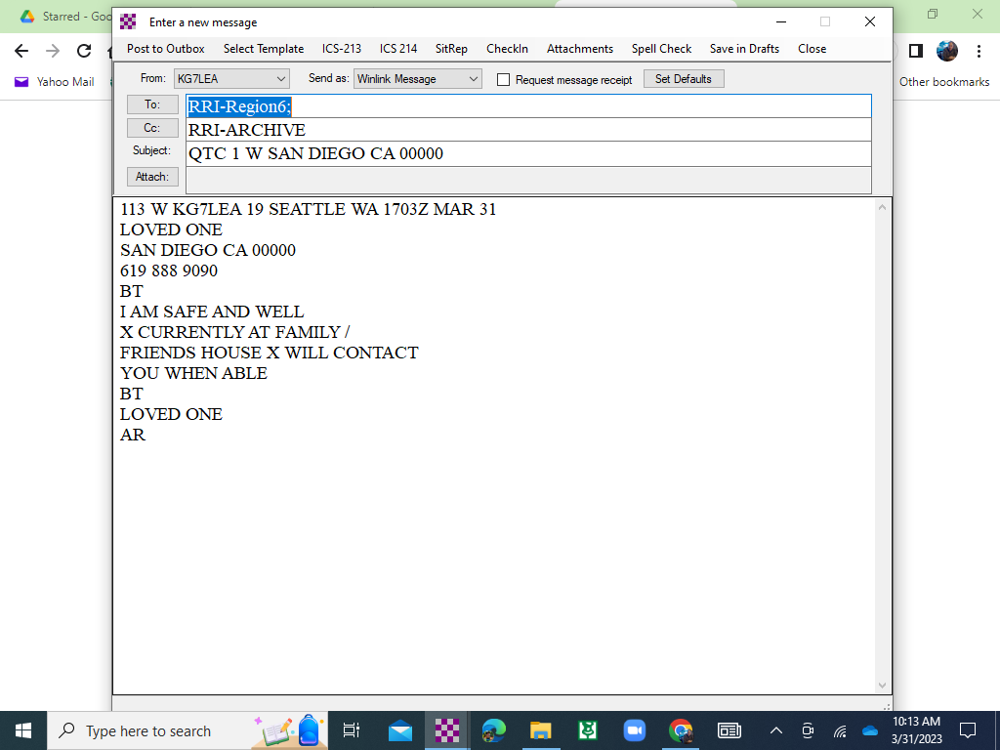 Starred - Goo
Enter a new message
Post to Outbox Select Template ICS-213 ICS 214 SitRep CheckIn Attachments Spell Check Save in Drafts Close
Yahoo Mail
Other bookmarks
From: KG7LEA Send as: Winlink Message Request message receipt Set Defaults
To: RRI-Region6;
Cc: RRI-ARCHIVE
Subject: QTC 1 W SAN DIEGO CA 00000
Attach:
113 W KG7LEA 19 SEATTLE WA 1703Z MAR 31
LOVED ONE
SAN DIEGO CA 00000
619 888 9090
BT
I AM SAFE AND WELL
X CURRENTLY AT FAMILY /
FRIENDS HOUSE X WILL CONTACT
YOU WHEN ABLE
BT
LOVED ONE
AR
Type here to search
10:13 AM
3/31/2023